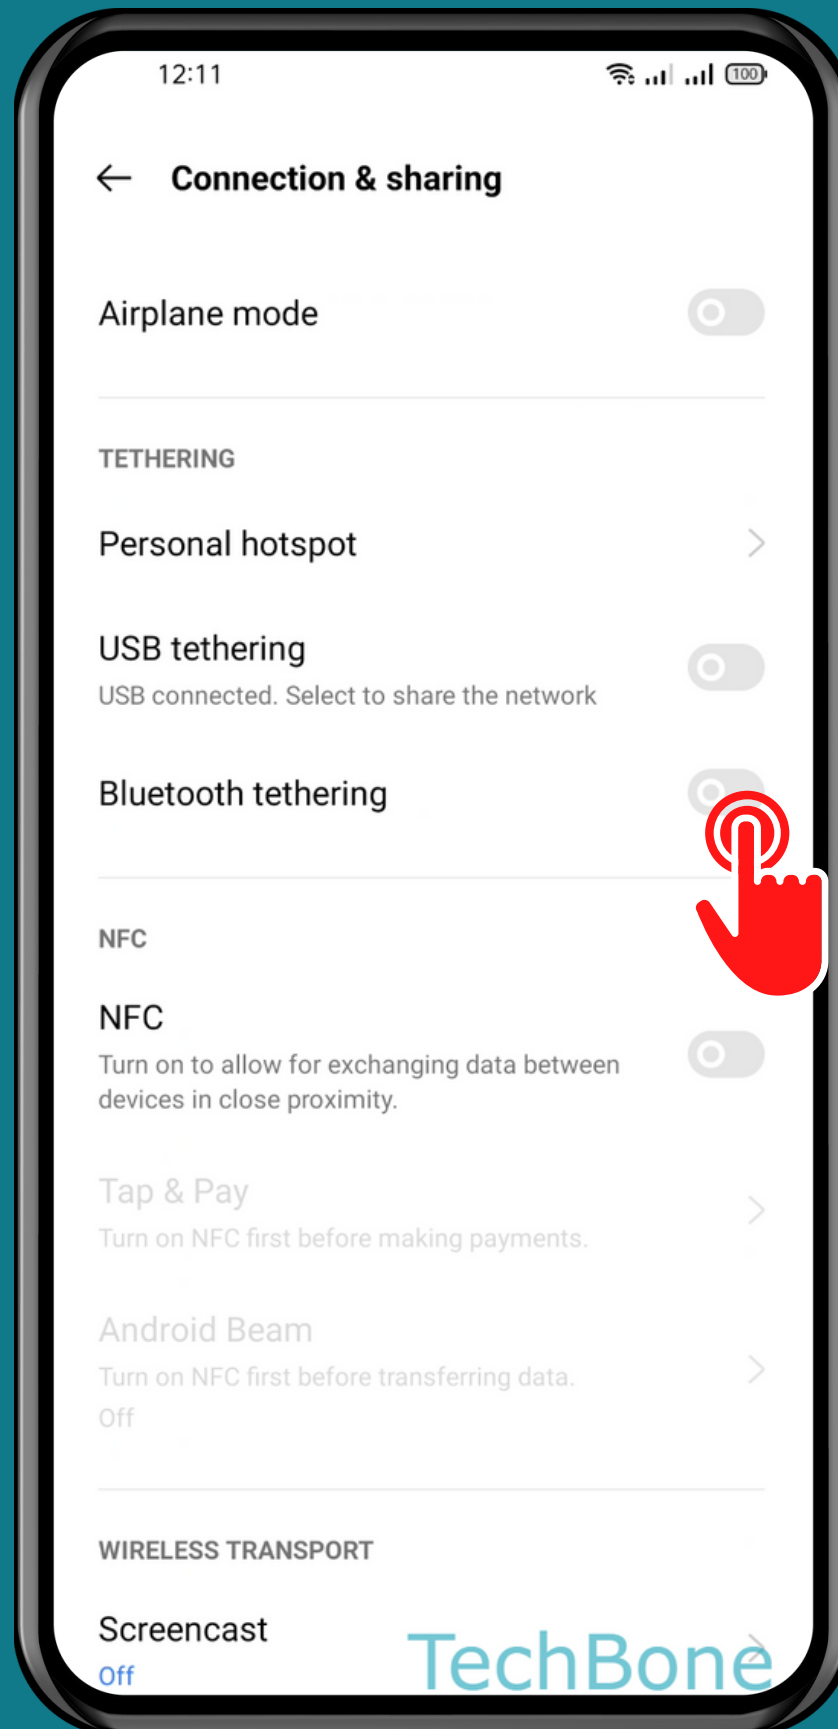 12:11
100
Connection & sharing
Airplane mode
TETHERING
Personal hotspot
USB tethering
USB connected. Select to share the network
Bluetooth tethering
NFC
NFC
Turn on to allow for exchanging data between
devices in close proximity.
Tap & Pay
Turn on NFC first before making payments.
Android Beam
Turn on NFC first before transferring data.
Off
WIRELESS TRANSPORT
Screencast
Off
TechBone